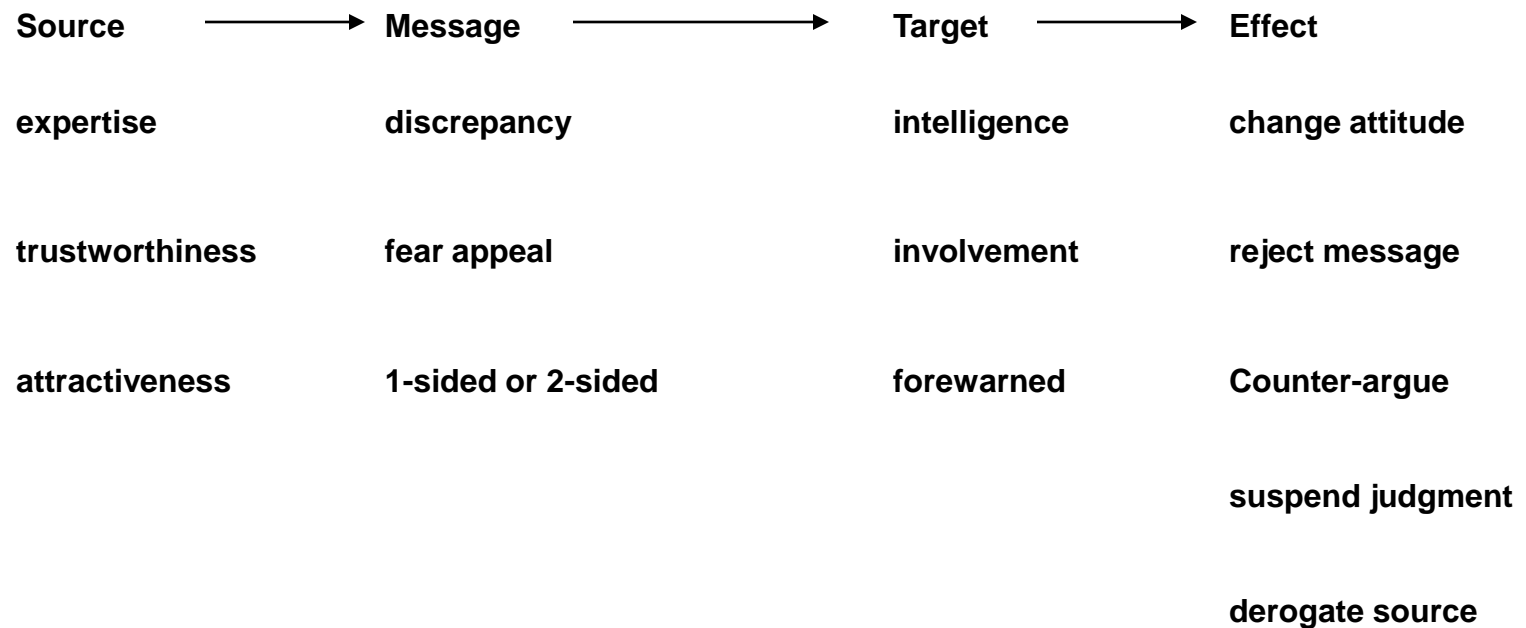 Source Message Target Effect
expertise discrepancy intelligence change attitude
trustworthiness fear appeal involvement reject message
attractiveness 1-sided or 2-sided forewarned Counter-argue
suspend judgment
derogate source